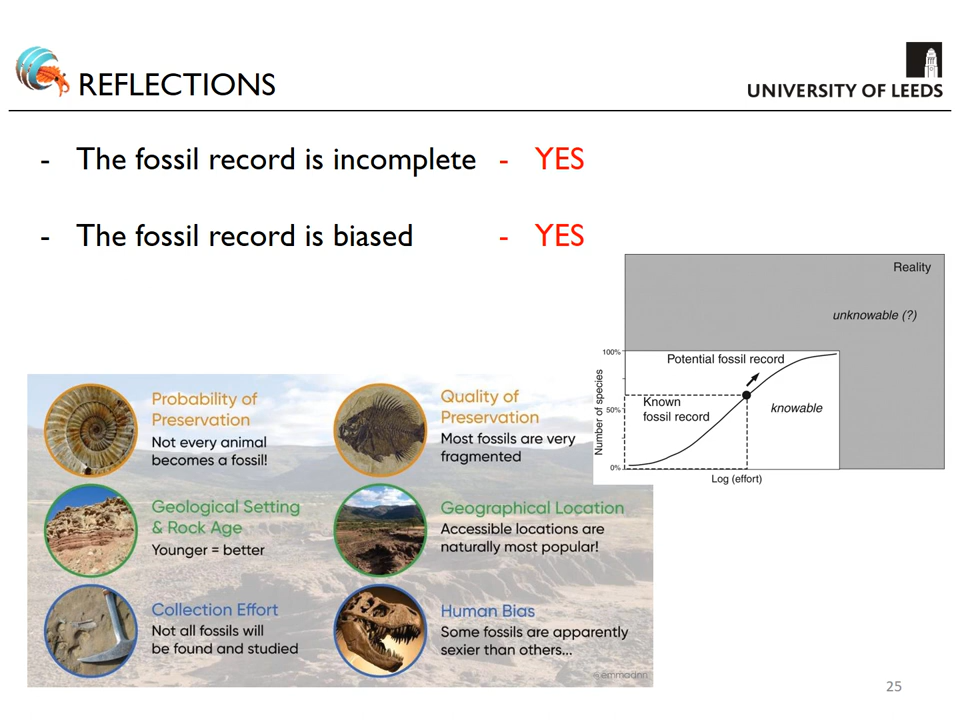 REFLECTIONS
UNIVERSITY OF LEEDS
- The fossil record is incomplete - YES
- The fossil record is biased - YES
Reality
unknowable (?)
100%
Potential fossil record
Known
fossil record
knowable
50%
0%
Number of species
Log (effort)
Probability of
Preservation
Not every animal
becomes a fossil!
Quality of
Preservation
Most fossils are very
fragmented
Geological Setting
& Rock Age
Younger = better
Geographical Location
Accessible locations are
naturally most popular!
Collection Effort
Not all fossils will
be found and studied
Human Bias
Some fossils are apparently
sexier than others...
emmadnn
25